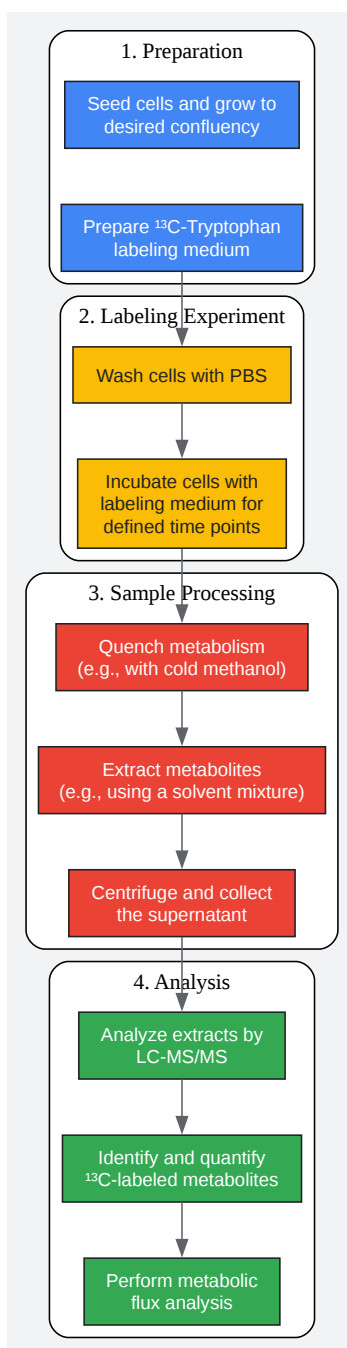 1. Preparation
Seed cells and grow to
desired confluency
Prepare ¹³C-Tryptophan
labeling medium
2. Labeling Experiment
Wash cells with PBS
Incubate cells with
labeling medium for
defined time points
3. Sample Processing
Quench metabolism
(e.g., with cold methanol)
Extract metabolites
(e.g., using a solvent mixture)
Centrifuge and collect
the supernatant
4. Analysis
Analyze extracts by
LC-MS/MS
Identify and quantify
¹³C-labeled metabolites
Perform metabolic
flux analysis